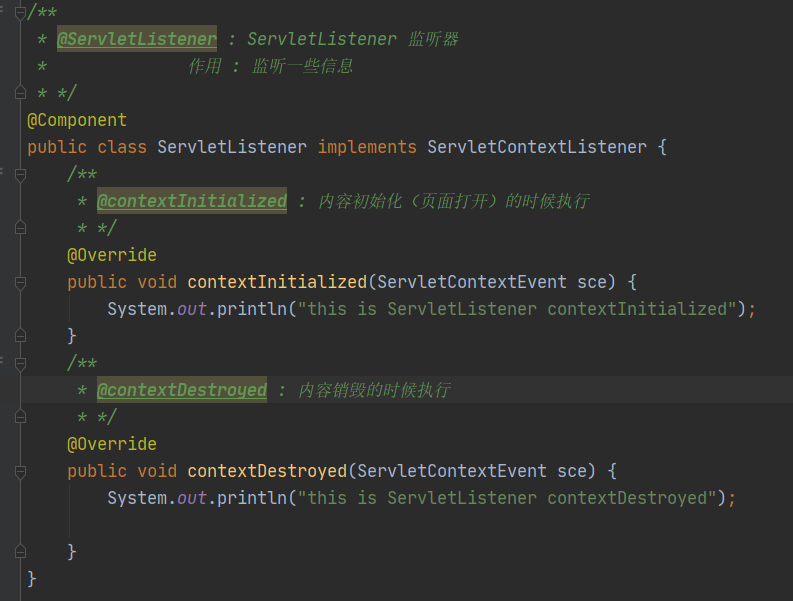 /**
 * @ServletListener : ServletListener 监听器
 *              作用 : 监听一些信息
 * */
@Component
public class ServletListener implements ServletContextListener {
    /**
     * @contextInitialized : 内容初始化（页面打开）的时候执行
     * */
    @Override
    public void contextInitialized(ServletContextEvent sce) {
        System.out.println("this is ServletListener contextInitialized");
    }
    /**
     * @contextDestroyed : 内容销毁的时候执行
     * */
    @Override
    public void contextDestroyed(ServletContextEvent sce) {
        System.out.println("this is ServletListener contextDestroyed");
    }
}